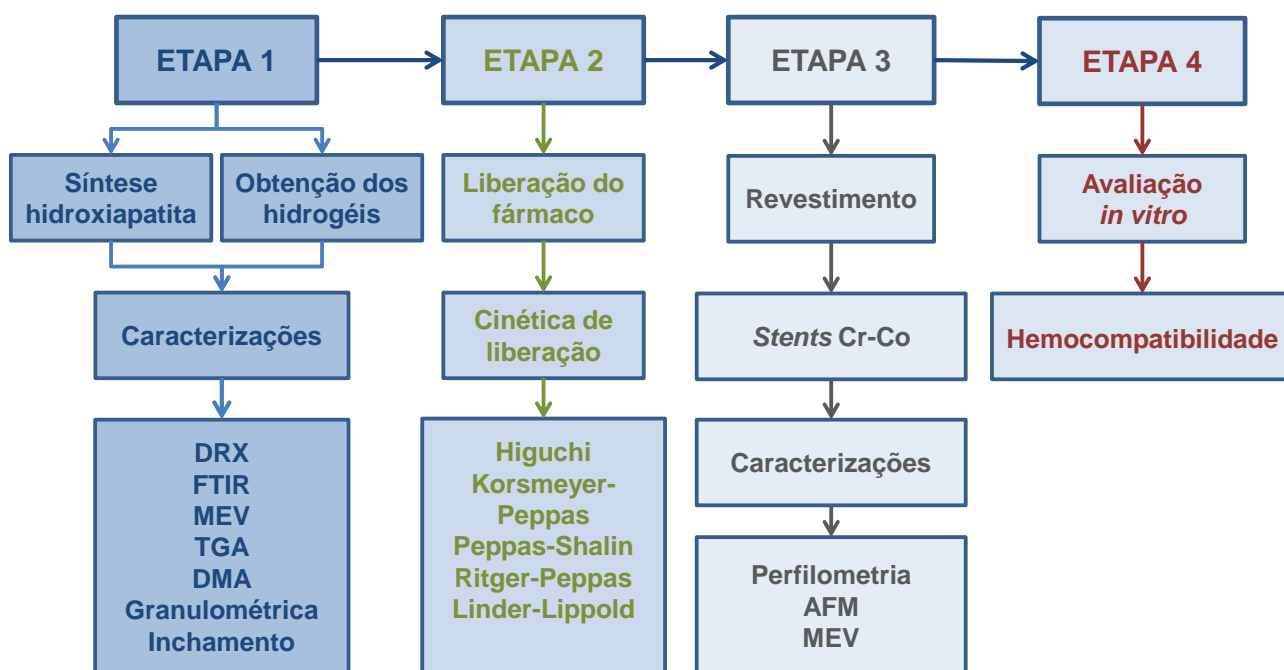 ETAPA 1
ETAPA 2
ETAPA 3
ETAPA 4
Síntese
hidroxiapatita
Obtenção dos
hidrogéis
Caracterizações
DRX
FTIR
MEV
TGA
DMA
Granulométrica
Inchamento
Liberação do
fármaco
Cinética de
liberação
Higuchi
Korsmeyer-
Peppas
Peppas-Shalin
Ritger-Peppas
Linder-Lippold
Revestimento
Stents Cr-Co
Caracterizações
Perfilometria
AFM
MEV
Avaliação
in vitro
Hemocompatibilidade